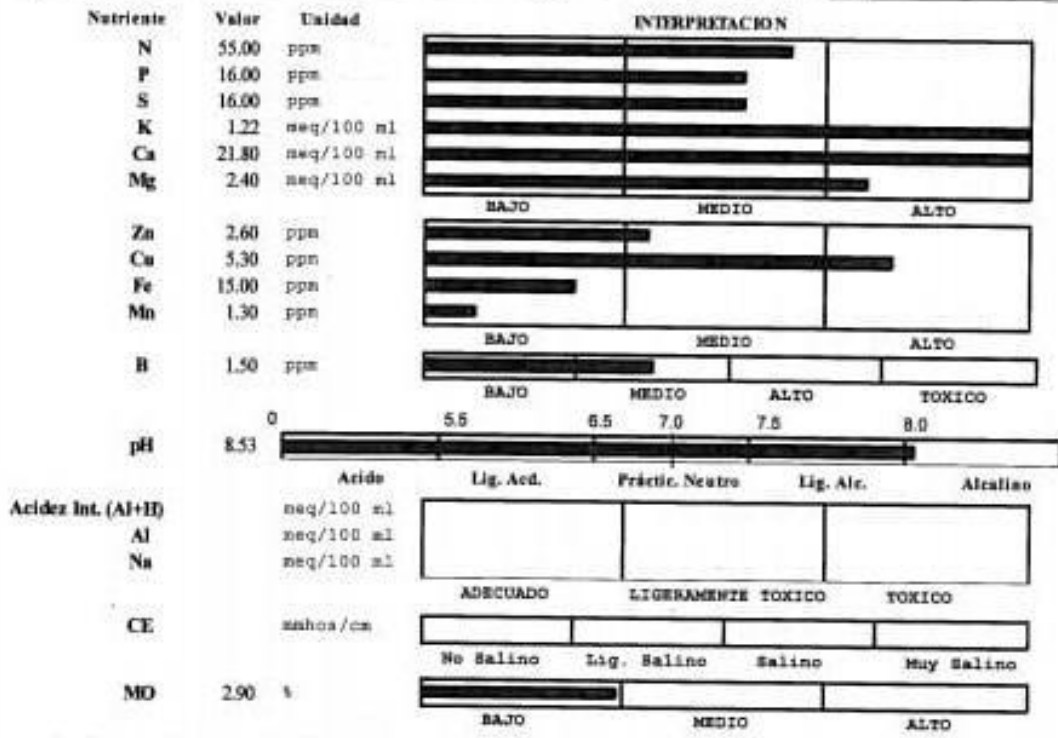 Nutriente Valor Unidad INTERPRETACION
N 55.00 ppm
P 16.00 ppm
S 16.00 ppm
K 1.22 meq/100 ml
Ca 21.80 meq/100 ml
Mg 2.40 meq/100 ml
BAJO MEDIO ALTO
Zn 2.60 ppm
Cu 5.30 ppm
Fe 15.00 ppm
Mn 1.30 ppm
BAJO MEDIO ALTO
B 1.50 ppm
BAJO MEDIO ALTO TOXICO
0 5.5 6.5 7.0 7.5 8.0
pH 8.53
Acido Lig. Acd. Práctic. Neutro Lig. Alc. Alcalino
Acidez Int. (Al+H) meq/100 ml
Al meq/100 ml
Na meq/100 ml
ADECUADO LIGERAMENTE TOXICO TOXICO
CE mmhos/cm
No Salino Lig. Salino Salino Muy Salino
MO 2.90 %
BAJO MEDIO ALTO